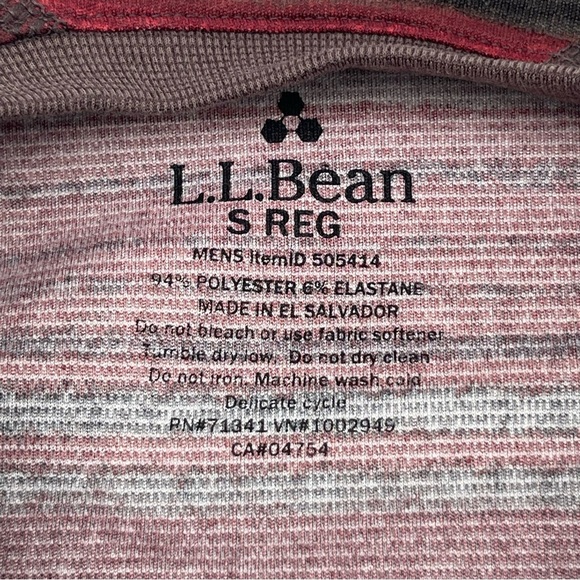 L.L.Bean
S REG
MENS ItemID 505414
94% POLYESTER 6% ELASTANE
MADE IN EL SALVADOR
Do not bleach or use fabric softener
Tumble dry low. Do not dry clean
Do not iron. Machine wash cold
Delicate cycle
RN#71341 VN#1002949
CA#04754